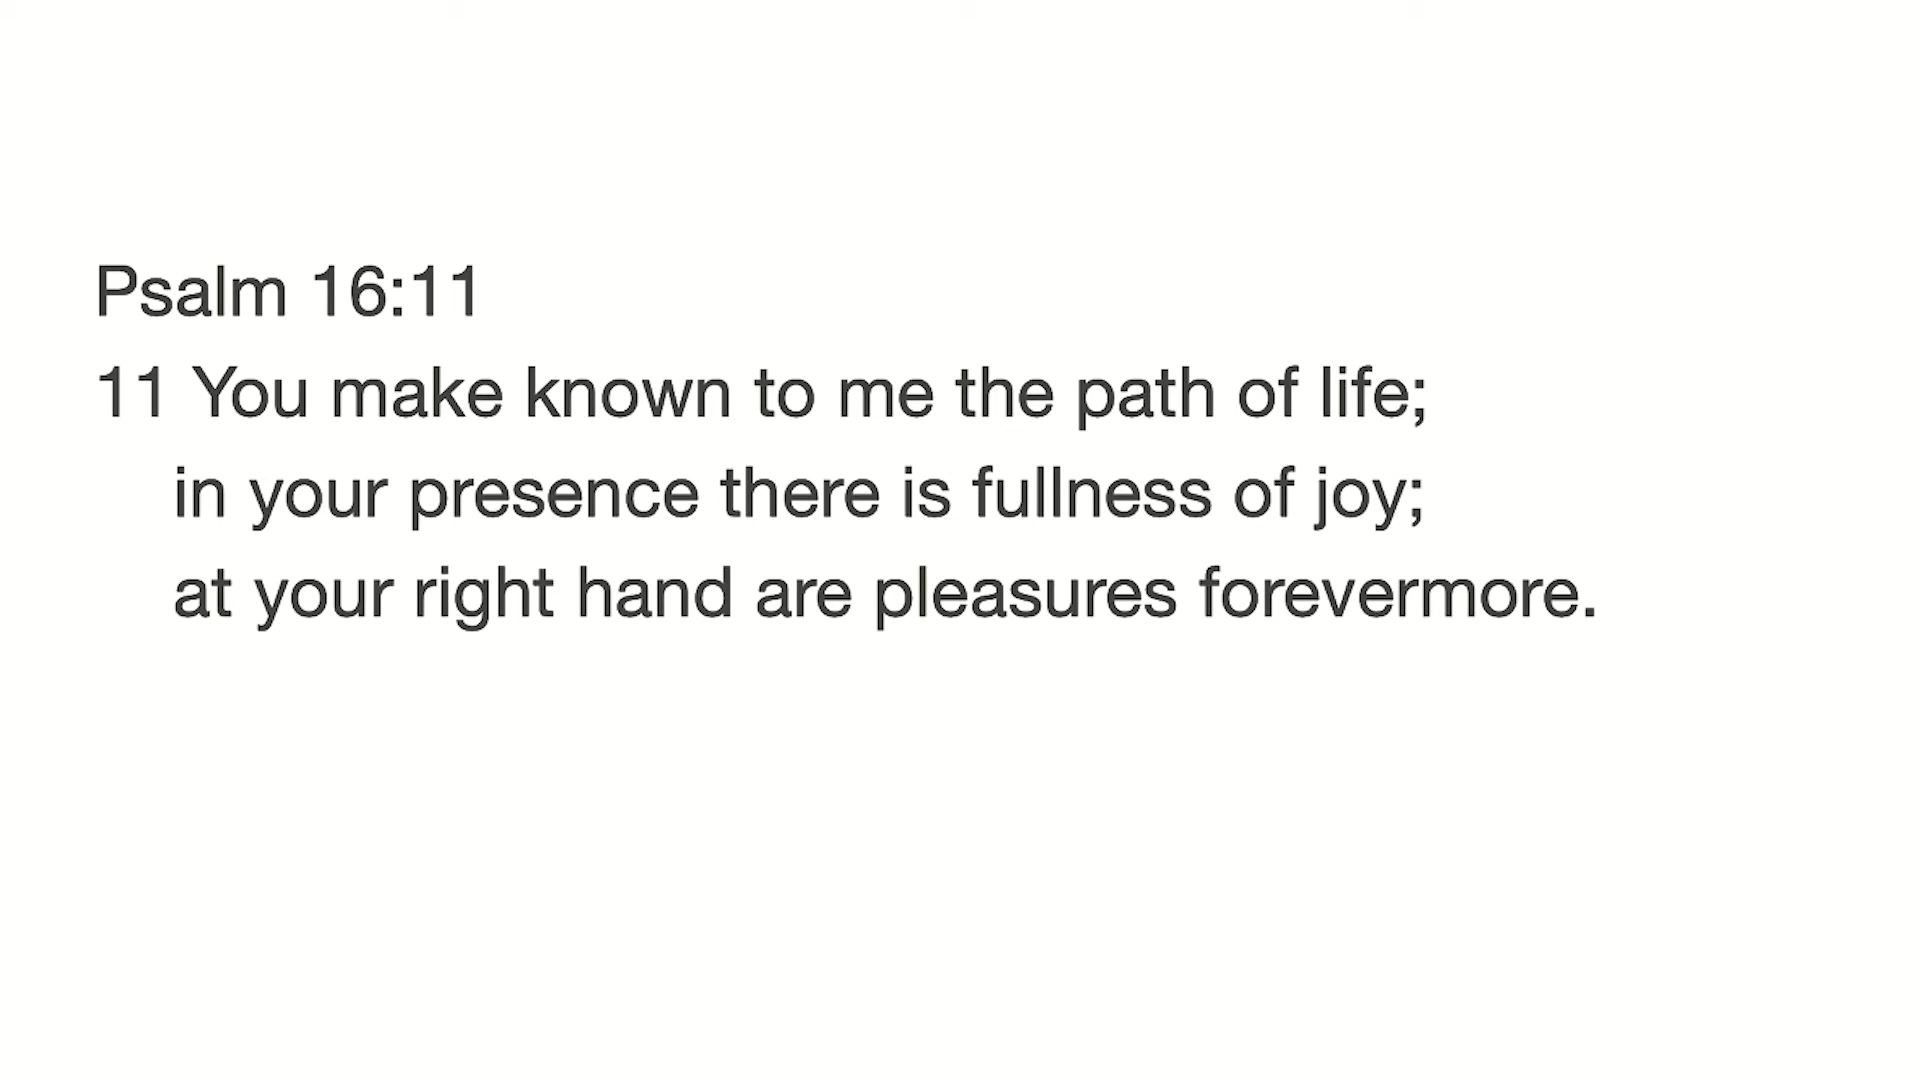 Psalm 16:11
11 You make known to me the path of life;
in your presence there is fullness of joy;
at your right hand are pleasures forevermore.